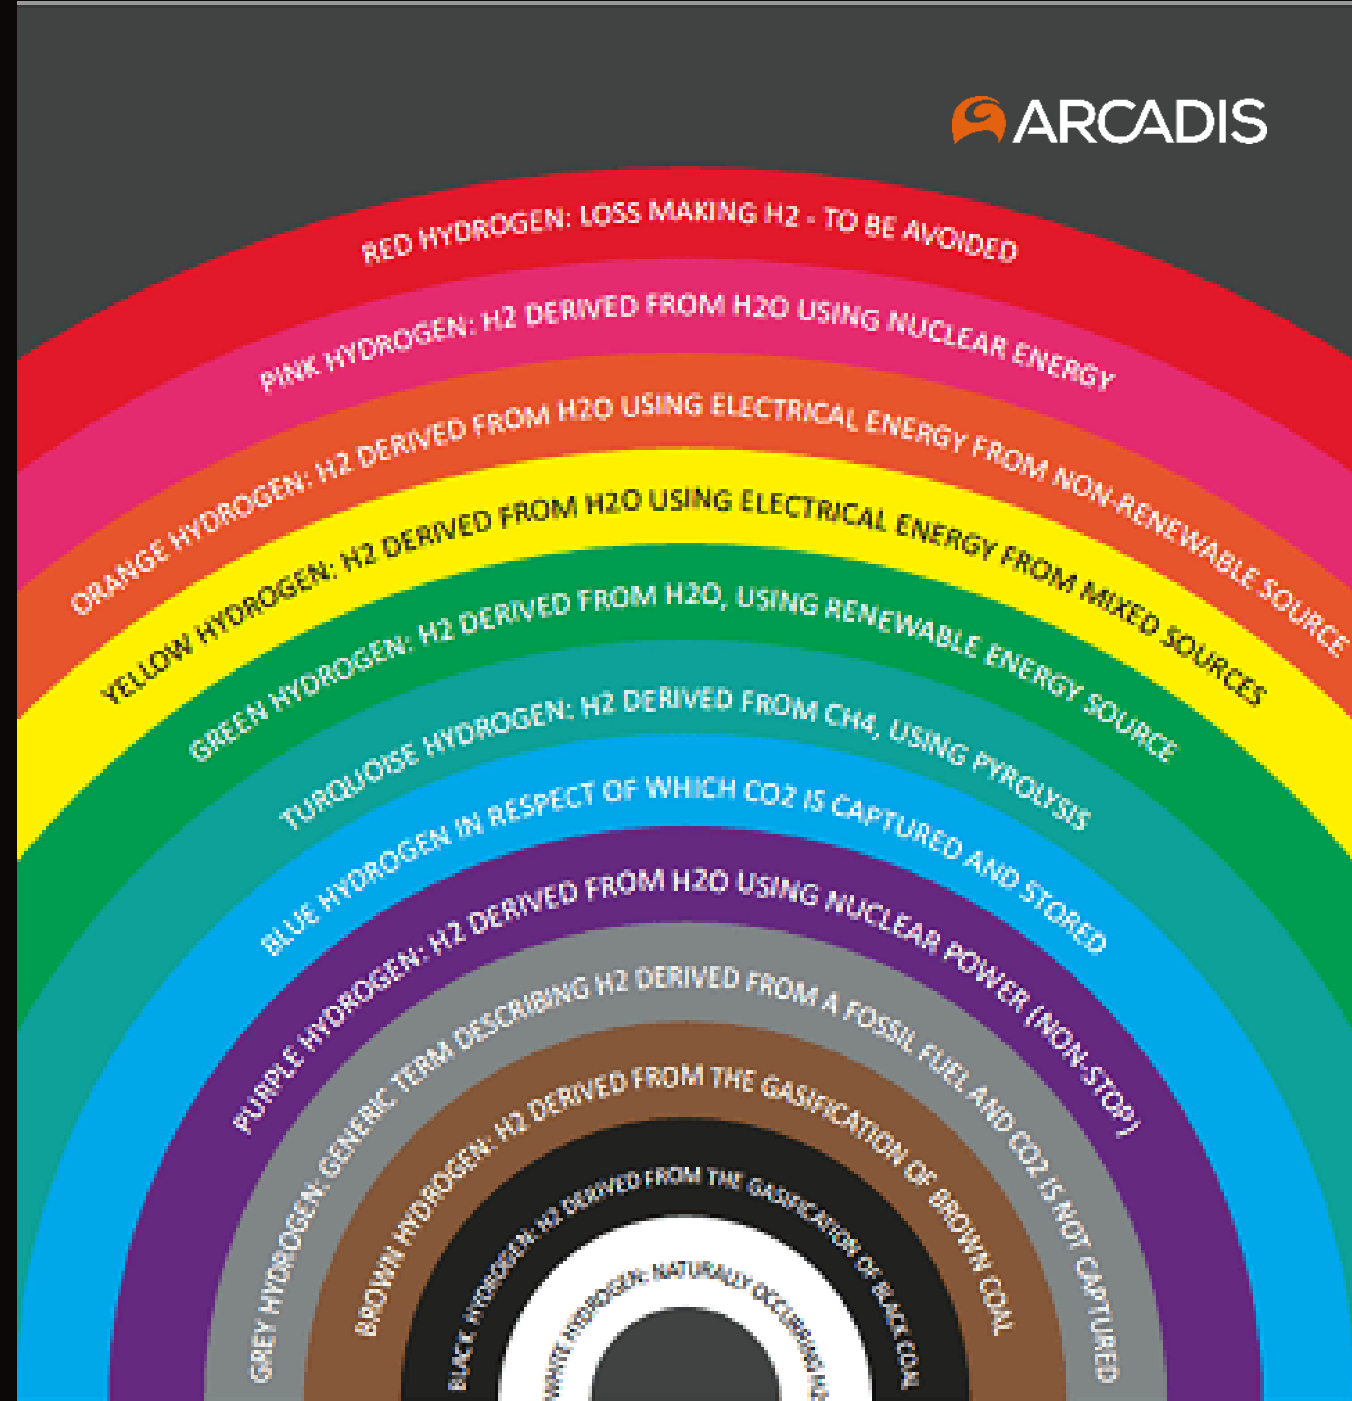 ARCADIS
RED HYDROGEN: LOSS MAKING H2 - TO BE AVOIDED
PINK HYDROGEN: H2 DERIVED FROM H2O USING NUCLEAR ENERGY
ORANGE HYDROGEN: H2 DERIVED FROM H2O USING ELECTRICAL ENERGY FROM NON-RENEWABLE SOURCE
YELLOW HYDROGEN: H2 DERIVED FROM H2O USING ELECTRICAL ENERGY FROM MIXED SOURCES
GREEN HYDROGEN: H2 DERIVED FROM H2O, USING RENEWABLE ENERGY SOURCE
TURQUOISE HYDROGEN: H2 DERIVED FROM CH4, USING PYROLYSIS
BLUE HYDROGEN IN RESPECT OF WHICH CO2 IS CAPTURED AND STORED
PURPLE HYDROGEN: H2 DERIVED FROM H2O USING NUCLEAR POWER (NON-STOP)
GREY HYDROGEN: GENERIC TERM DESCRIBING H2 DERIVED FROM A FOSSIL FUEL AND CO2 IS NOT CAPTURED
BROWN HYDROGEN: H2 DERIVED FROM THE GASIFICATION OF BROWN COAL
BLACK HYDROGEN: H2 DERIVED FROM THE GASIFICATION OF BLACK COAL
WHITE HYDROGEN: NATURALLY OCCURRING H2